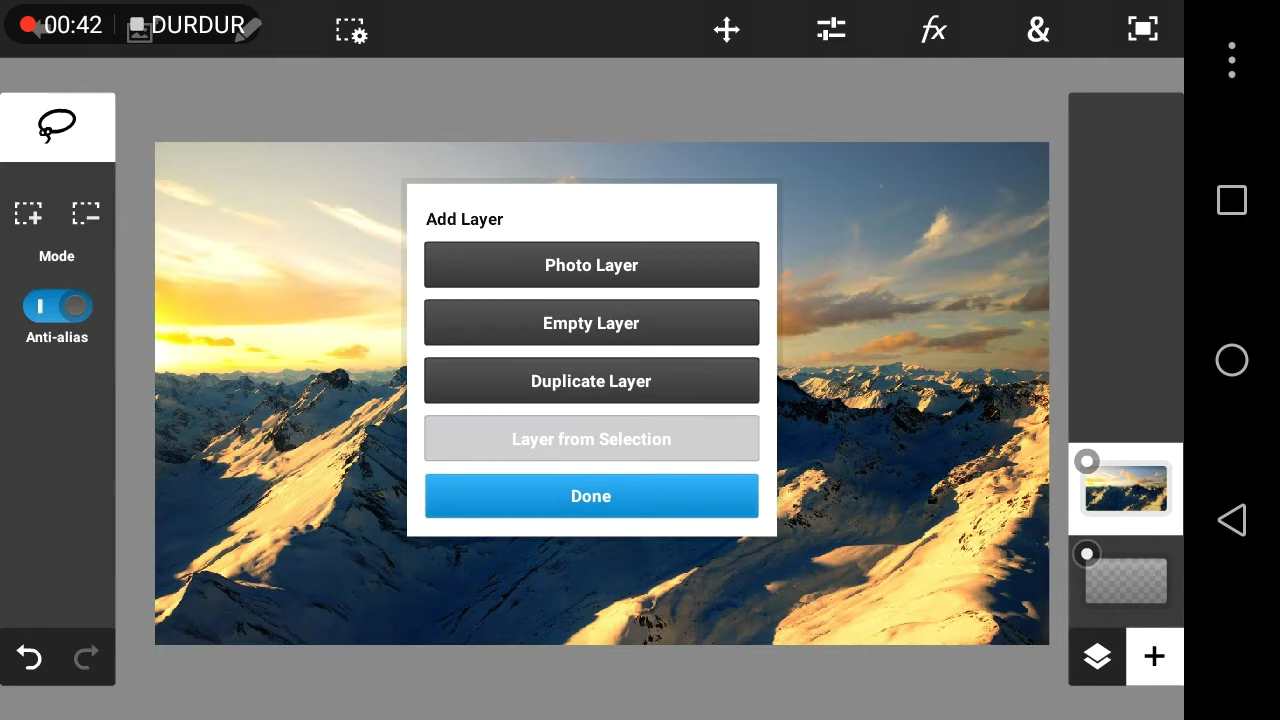 00:42
DURDUR
fx
&
Mode
Anti-alias
Add Layer
Photo Layer
Empty Layer
Duplicate Layer
Layer from Selection
Done